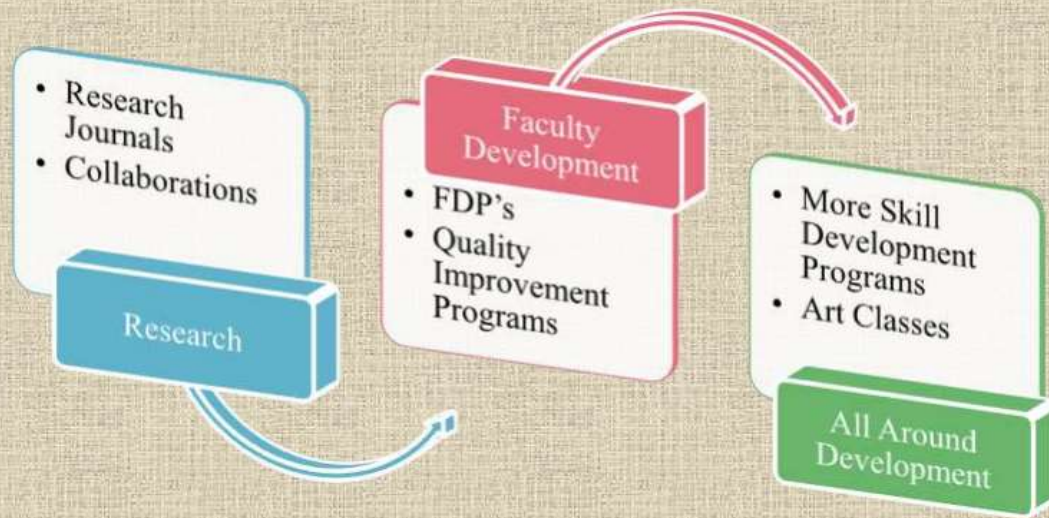 • Research
Journals
• Collaborations
Research
Faculty
Development
• FDP’s
• Quality
Improvement
Programs
• More Skill
Development
Programs
• Art Classes
All Around
Development